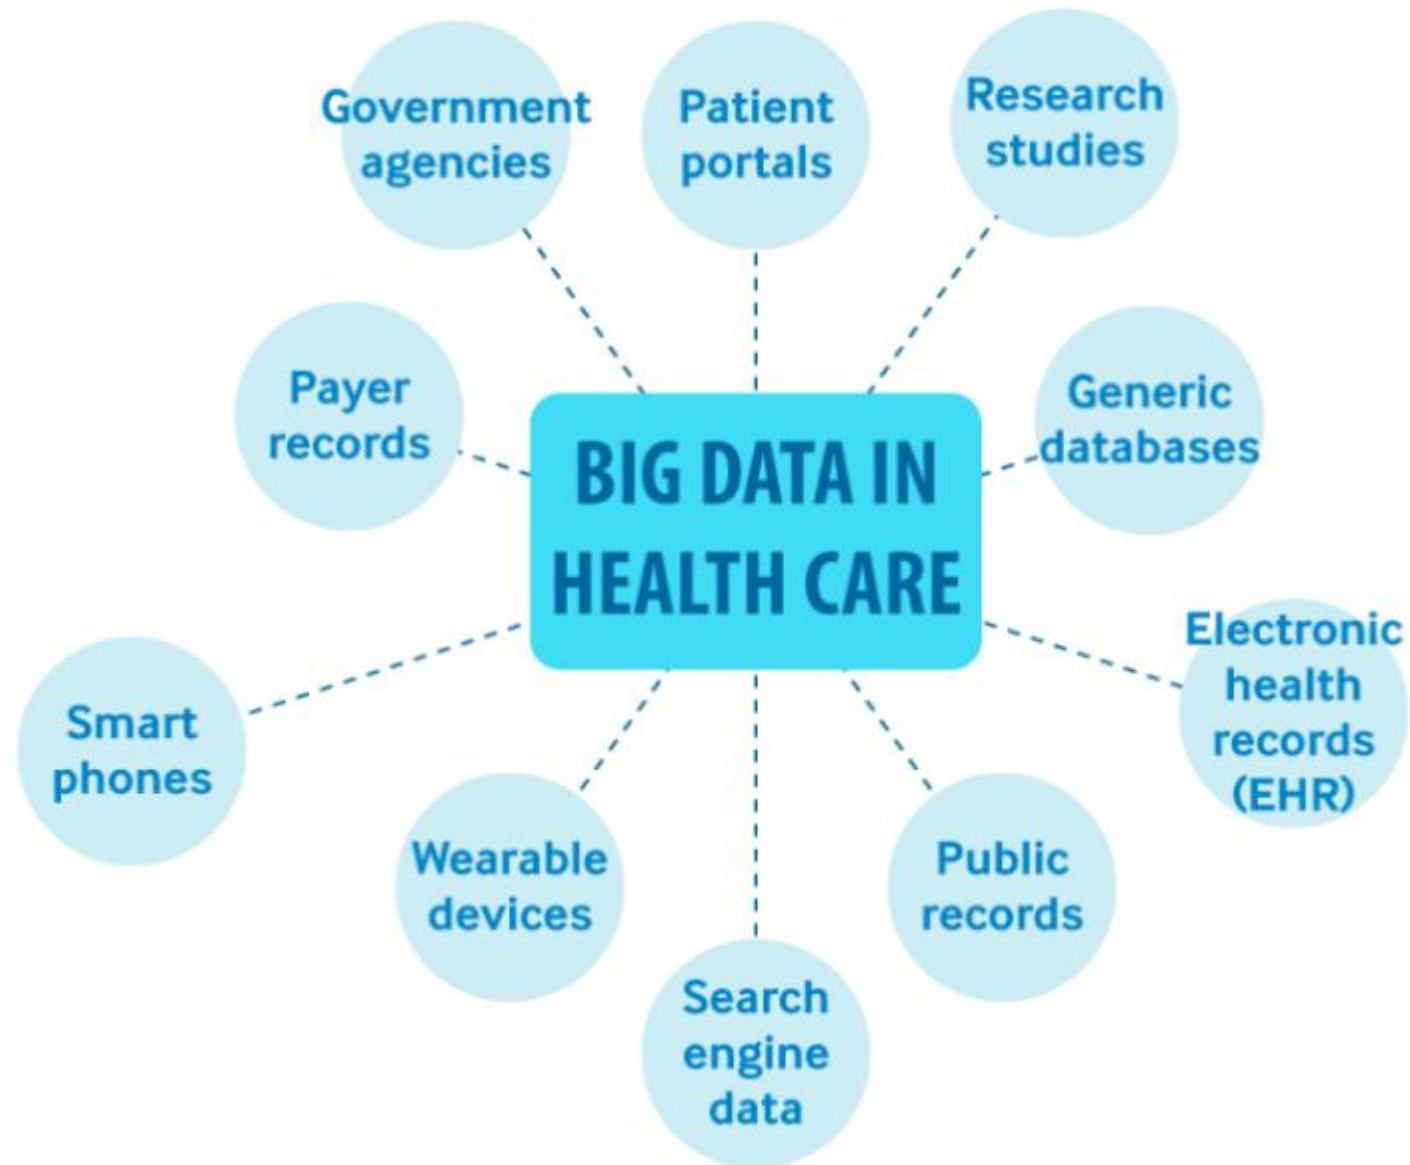 Government
agencies
Patient
portals
Research
studies
Payer
records
Generic
databases
BIG DATA IN
HEALTH CARE
Electronic
health
records
(EHR)
Smart
phones
Wearable
devices
Public
records
Search
engine
data